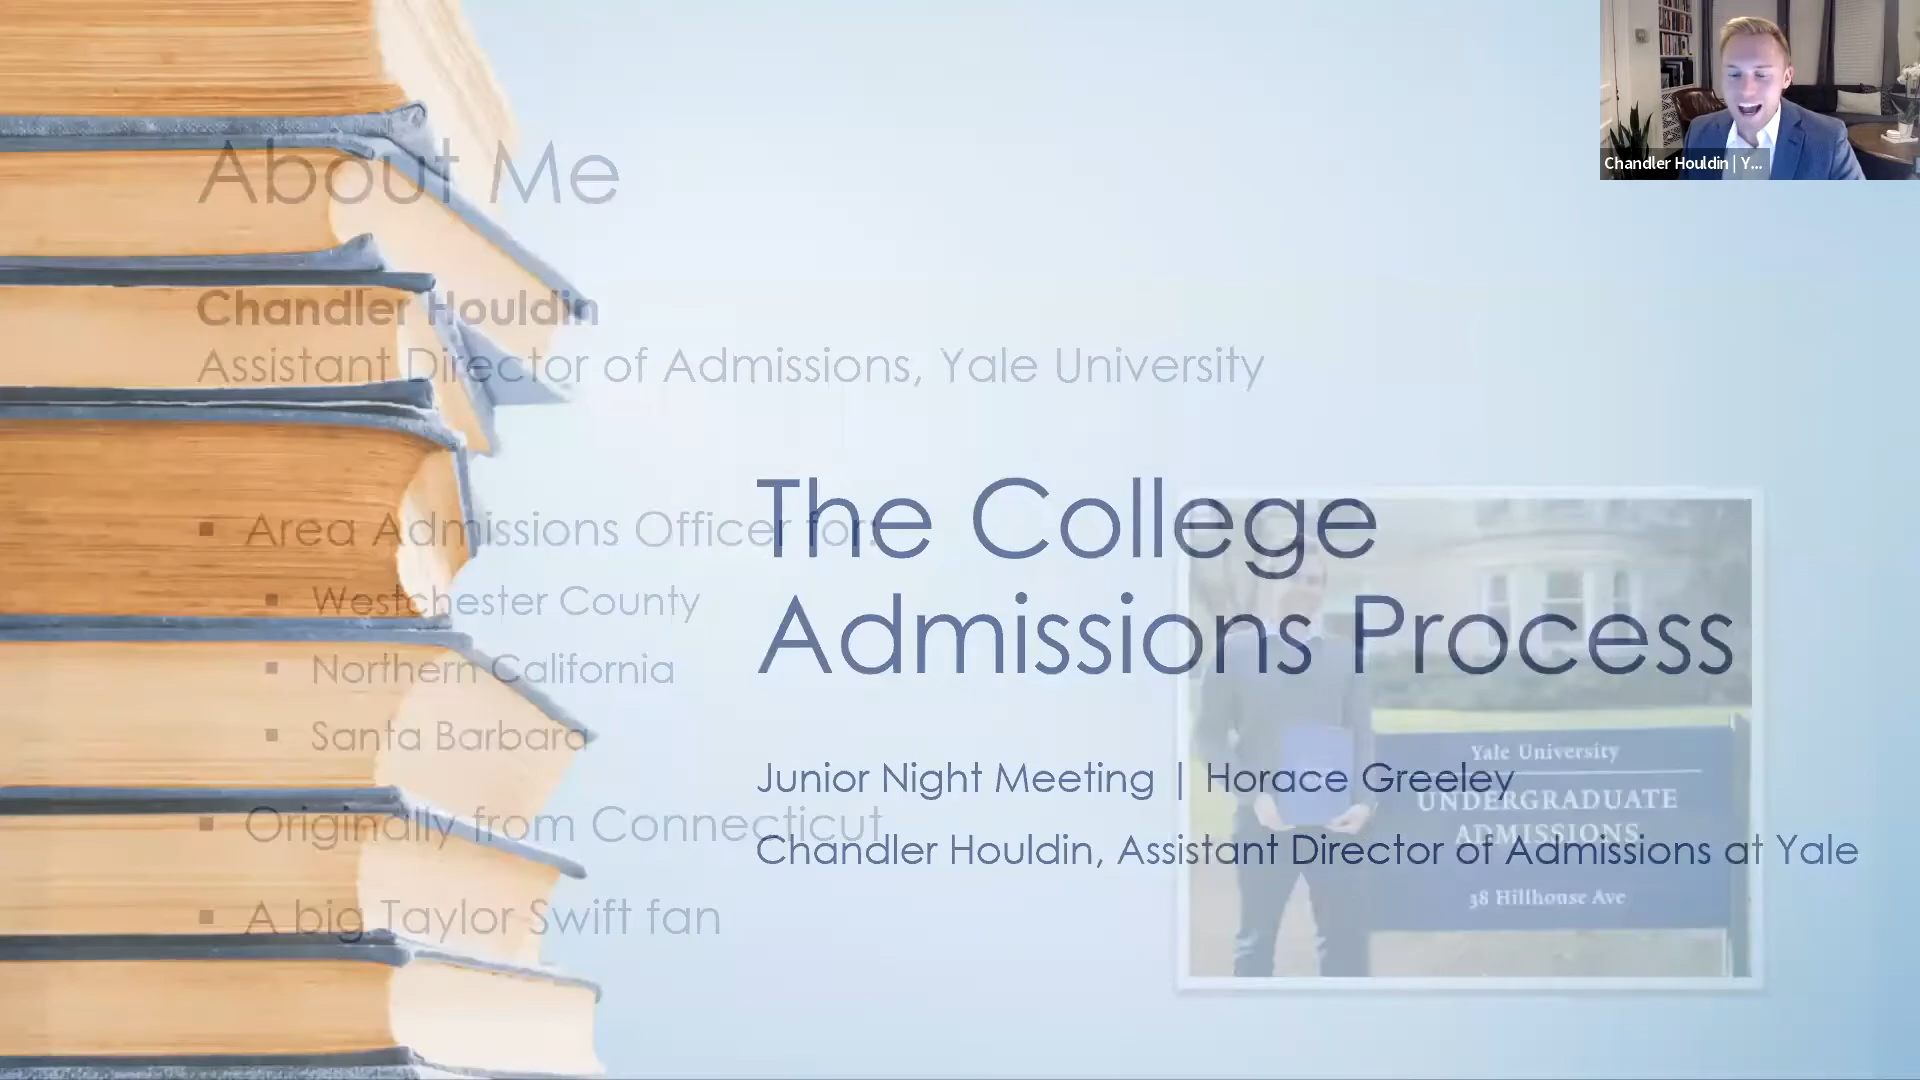 Chandler Houldin | Y...
About Me
Chandler Houldin
Assistant Director of Admissions, Yale University
▪ Area Admissions Officer for:
▪ Westchester County
▪ Northern California
▪ Santa Barbara
▪ Originally from Connecticut
▪ A big Taylor Swift fan
The College
Admissions Process
Junior Night Meeting | Horace Greeley
Chandler Houldin, Assistant Director of Admissions at Yale
Yale University
UNDERGRADUATE
ADMISSIONS
38 Hillhouse Ave